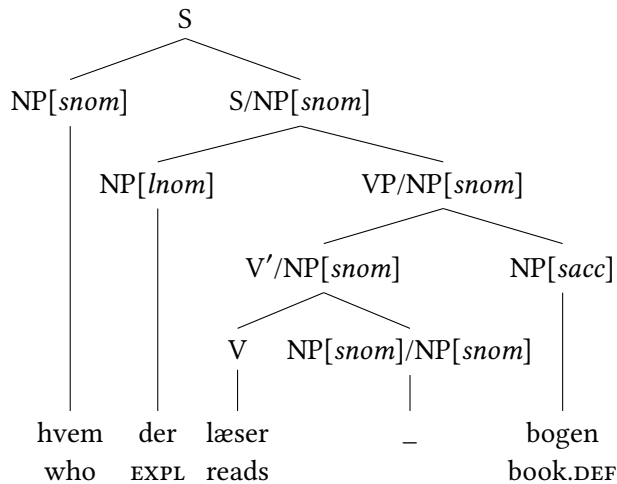 S
NP[snom] S/NP[snom]
NP[lnom] VP/NP[snom]
V′/NP[snom] NP[sacc]
V NP[snom]/NP[snom]
hvem der læser _ bogen
who EXPL reads book.DEF